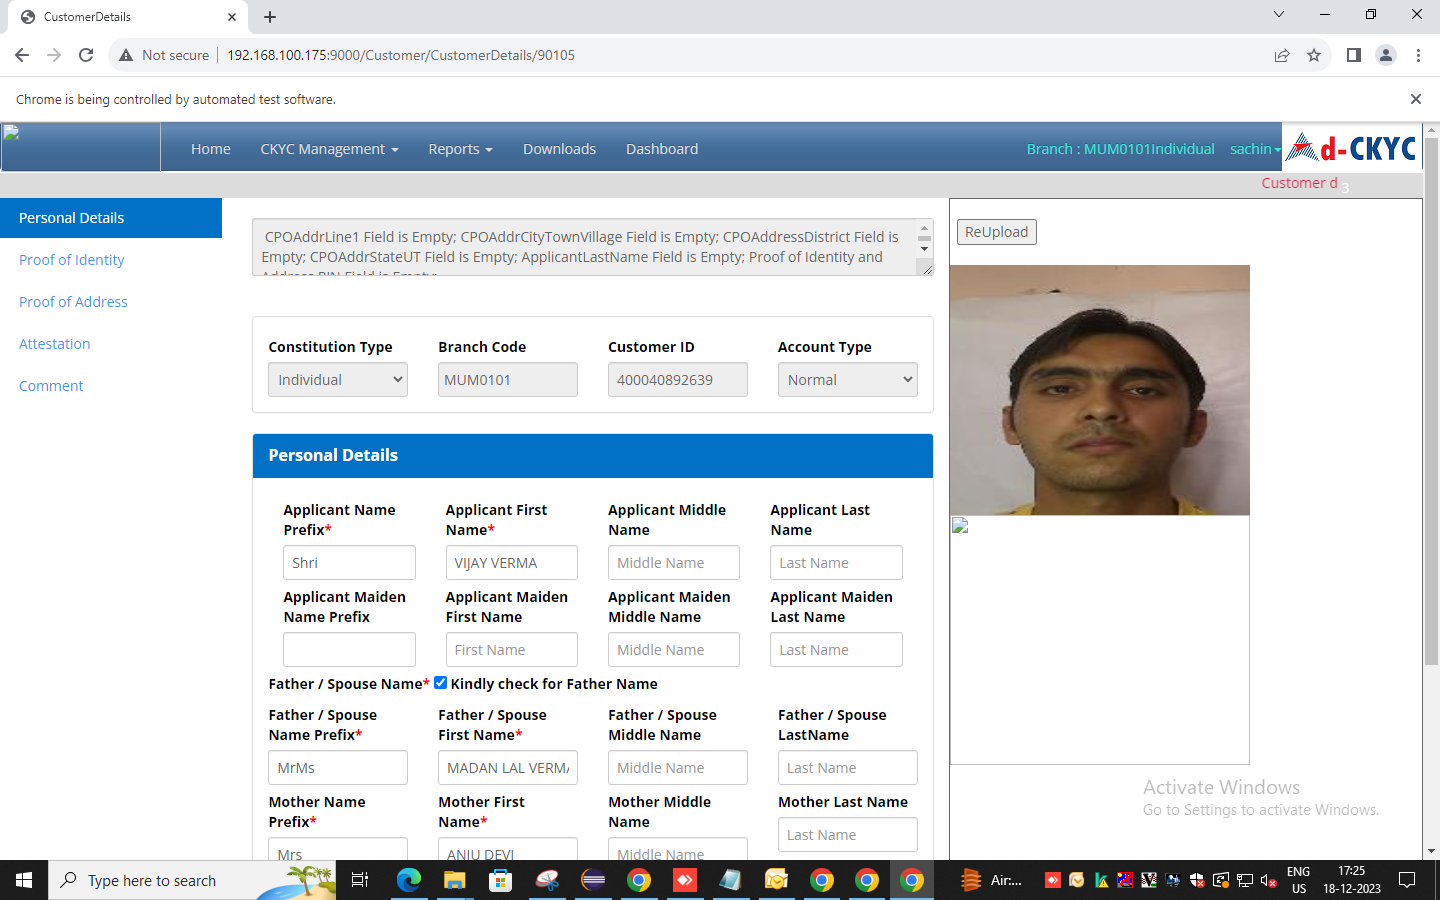 CustomerDetails
Not secure 192.168.100.175:9000/Customer/CustomerDetails/90105
Chrome is being controlled by automated test software.
Home CKYC Management Reports Downloads Dashboard Branch : MUM0101Individual sachin d-CKYC
Customer d 3
Personal Details
Proof of Identity
Proof of Address
Attestation
Comment
CPOAddrLine1 Field is Empty; CPOAddrCityTownVillage Field is Empty; CPOAddressDistrict Field is
Empty; CPOAddrStateUT Field is Empty; ApplicantLastName Field is Empty; Proof of Identity and
Address PIN Field is Empty;
ReUpload
Constitution Type Branch Code Customer ID Account Type
Individual MUM0101 400040892639 Normal
Personal Details
Applicant Name Prefix* Applicant First Name* Applicant Middle Name Applicant Last Name
Shri VIJAY VERMA Middle Name Last Name
Applicant Maiden Name Prefix Applicant Maiden First Name Applicant Maiden Middle Name Applicant Maiden Last Name
First Name Middle Name Last Name
Father / Spouse Name* Kindly check for Father Name
Father / Spouse Name Prefix* Father / Spouse First Name* Father / Spouse Middle Name Father / Spouse LastName
MrMs MADAN LAL VERMA Middle Name Last Name
Mother Name Prefix* Mother First Name* Mother Middle Name Mother Last Name
Mrs ANJU DEVI Middle Name Last Name
Activate Windows
Go to Settings to activate Windows.
Type here to search
Air:...
ENG
US
17:25
18-12-2023